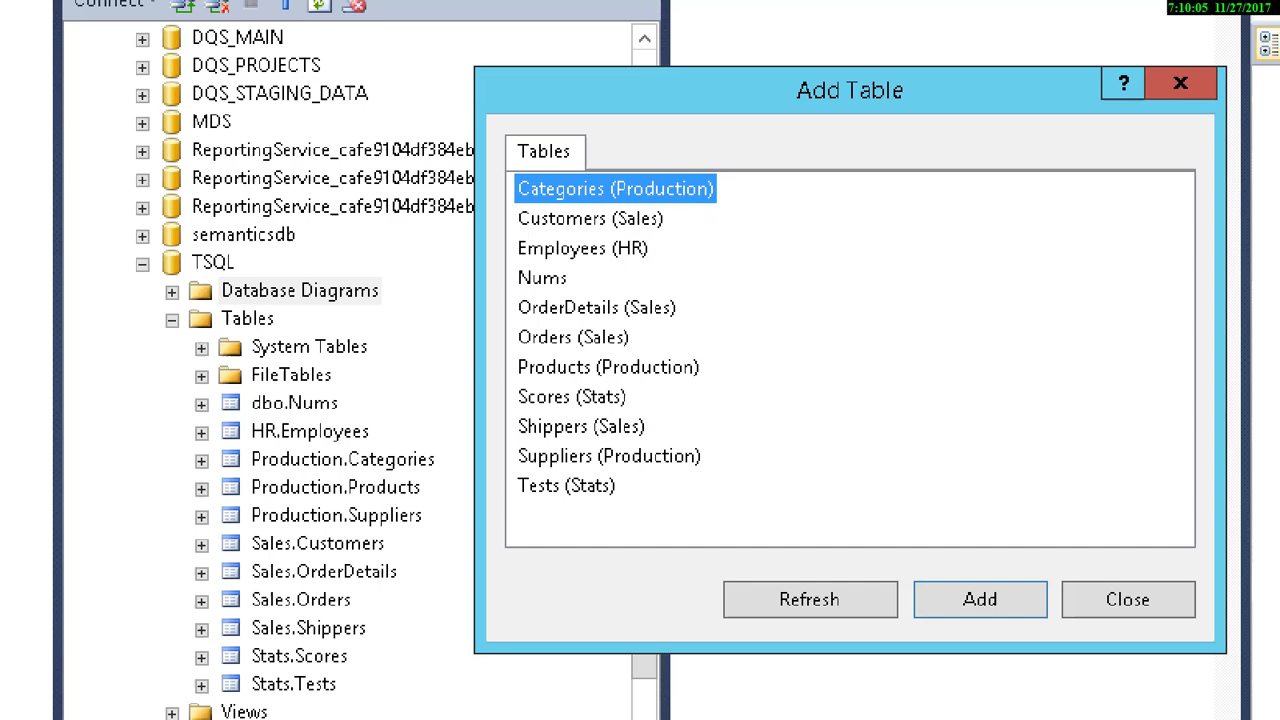 Connect
7:10:05 11/27/2017
DQS_MAIN
DQS_PROJECTS
DQS_STAGING_DATA
MDS
ReportingService_cafe9104df384eb
ReportingService_cafe9104df384eb
ReportingService_cafe9104df384eb
semanticsdb
TSQL
Database Diagrams
Tables
System Tables
FileTables
dbo.Nums
HR.Employees
Production.Categories
Production.Products
Production.Suppliers
Sales.Customers
Sales.OrderDetails
Sales.Orders
Sales.Shippers
Stats.Scores
Stats.Tests
Views
Add Table
?
X
Tables
Categories (Production)
Customers (Sales)
Employees (HR)
Nums
OrderDetails (Sales)
Orders (Sales)
Products (Production)
Scores (Stats)
Shippers (Sales)
Suppliers (Production)
Tests (Stats)
Refresh
Add
Close